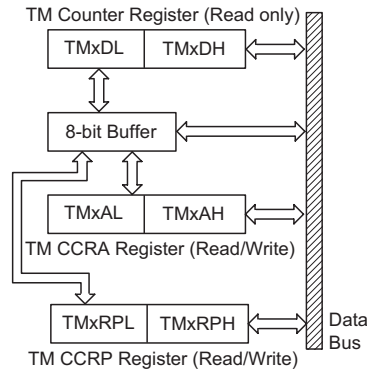 TM Counter Register (Read only)
TMxDL TMxDH
8-bit Buffer
TMxAL TMxAH
TM CCRA Register (Read/Write)
TMxRPL TMxRPH
Data
Bus
TM CCRP Register (Read/Write)